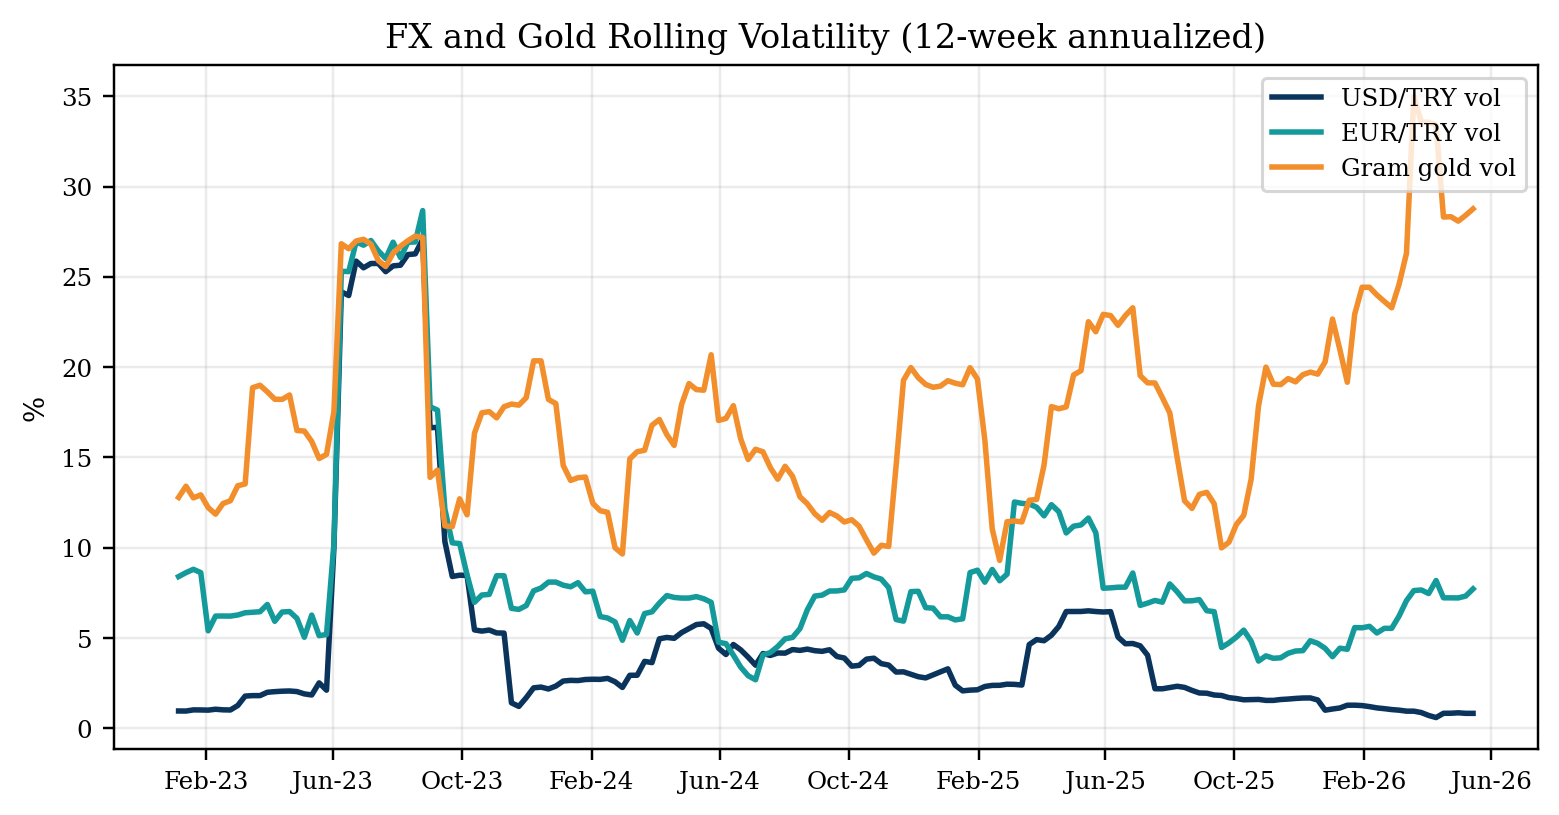 FX and Gold Rolling Volatility (12-week annualized)
USD/TRY vol
EUR/TRY vol
Gram gold vol
%
35
30
25
20
15
10
5
0
Feb-23 Jun-23 Oct-23 Feb-24 Jun-24 Oct-24 Feb-25 Jun-25 Oct-25 Feb-26 Jun-26